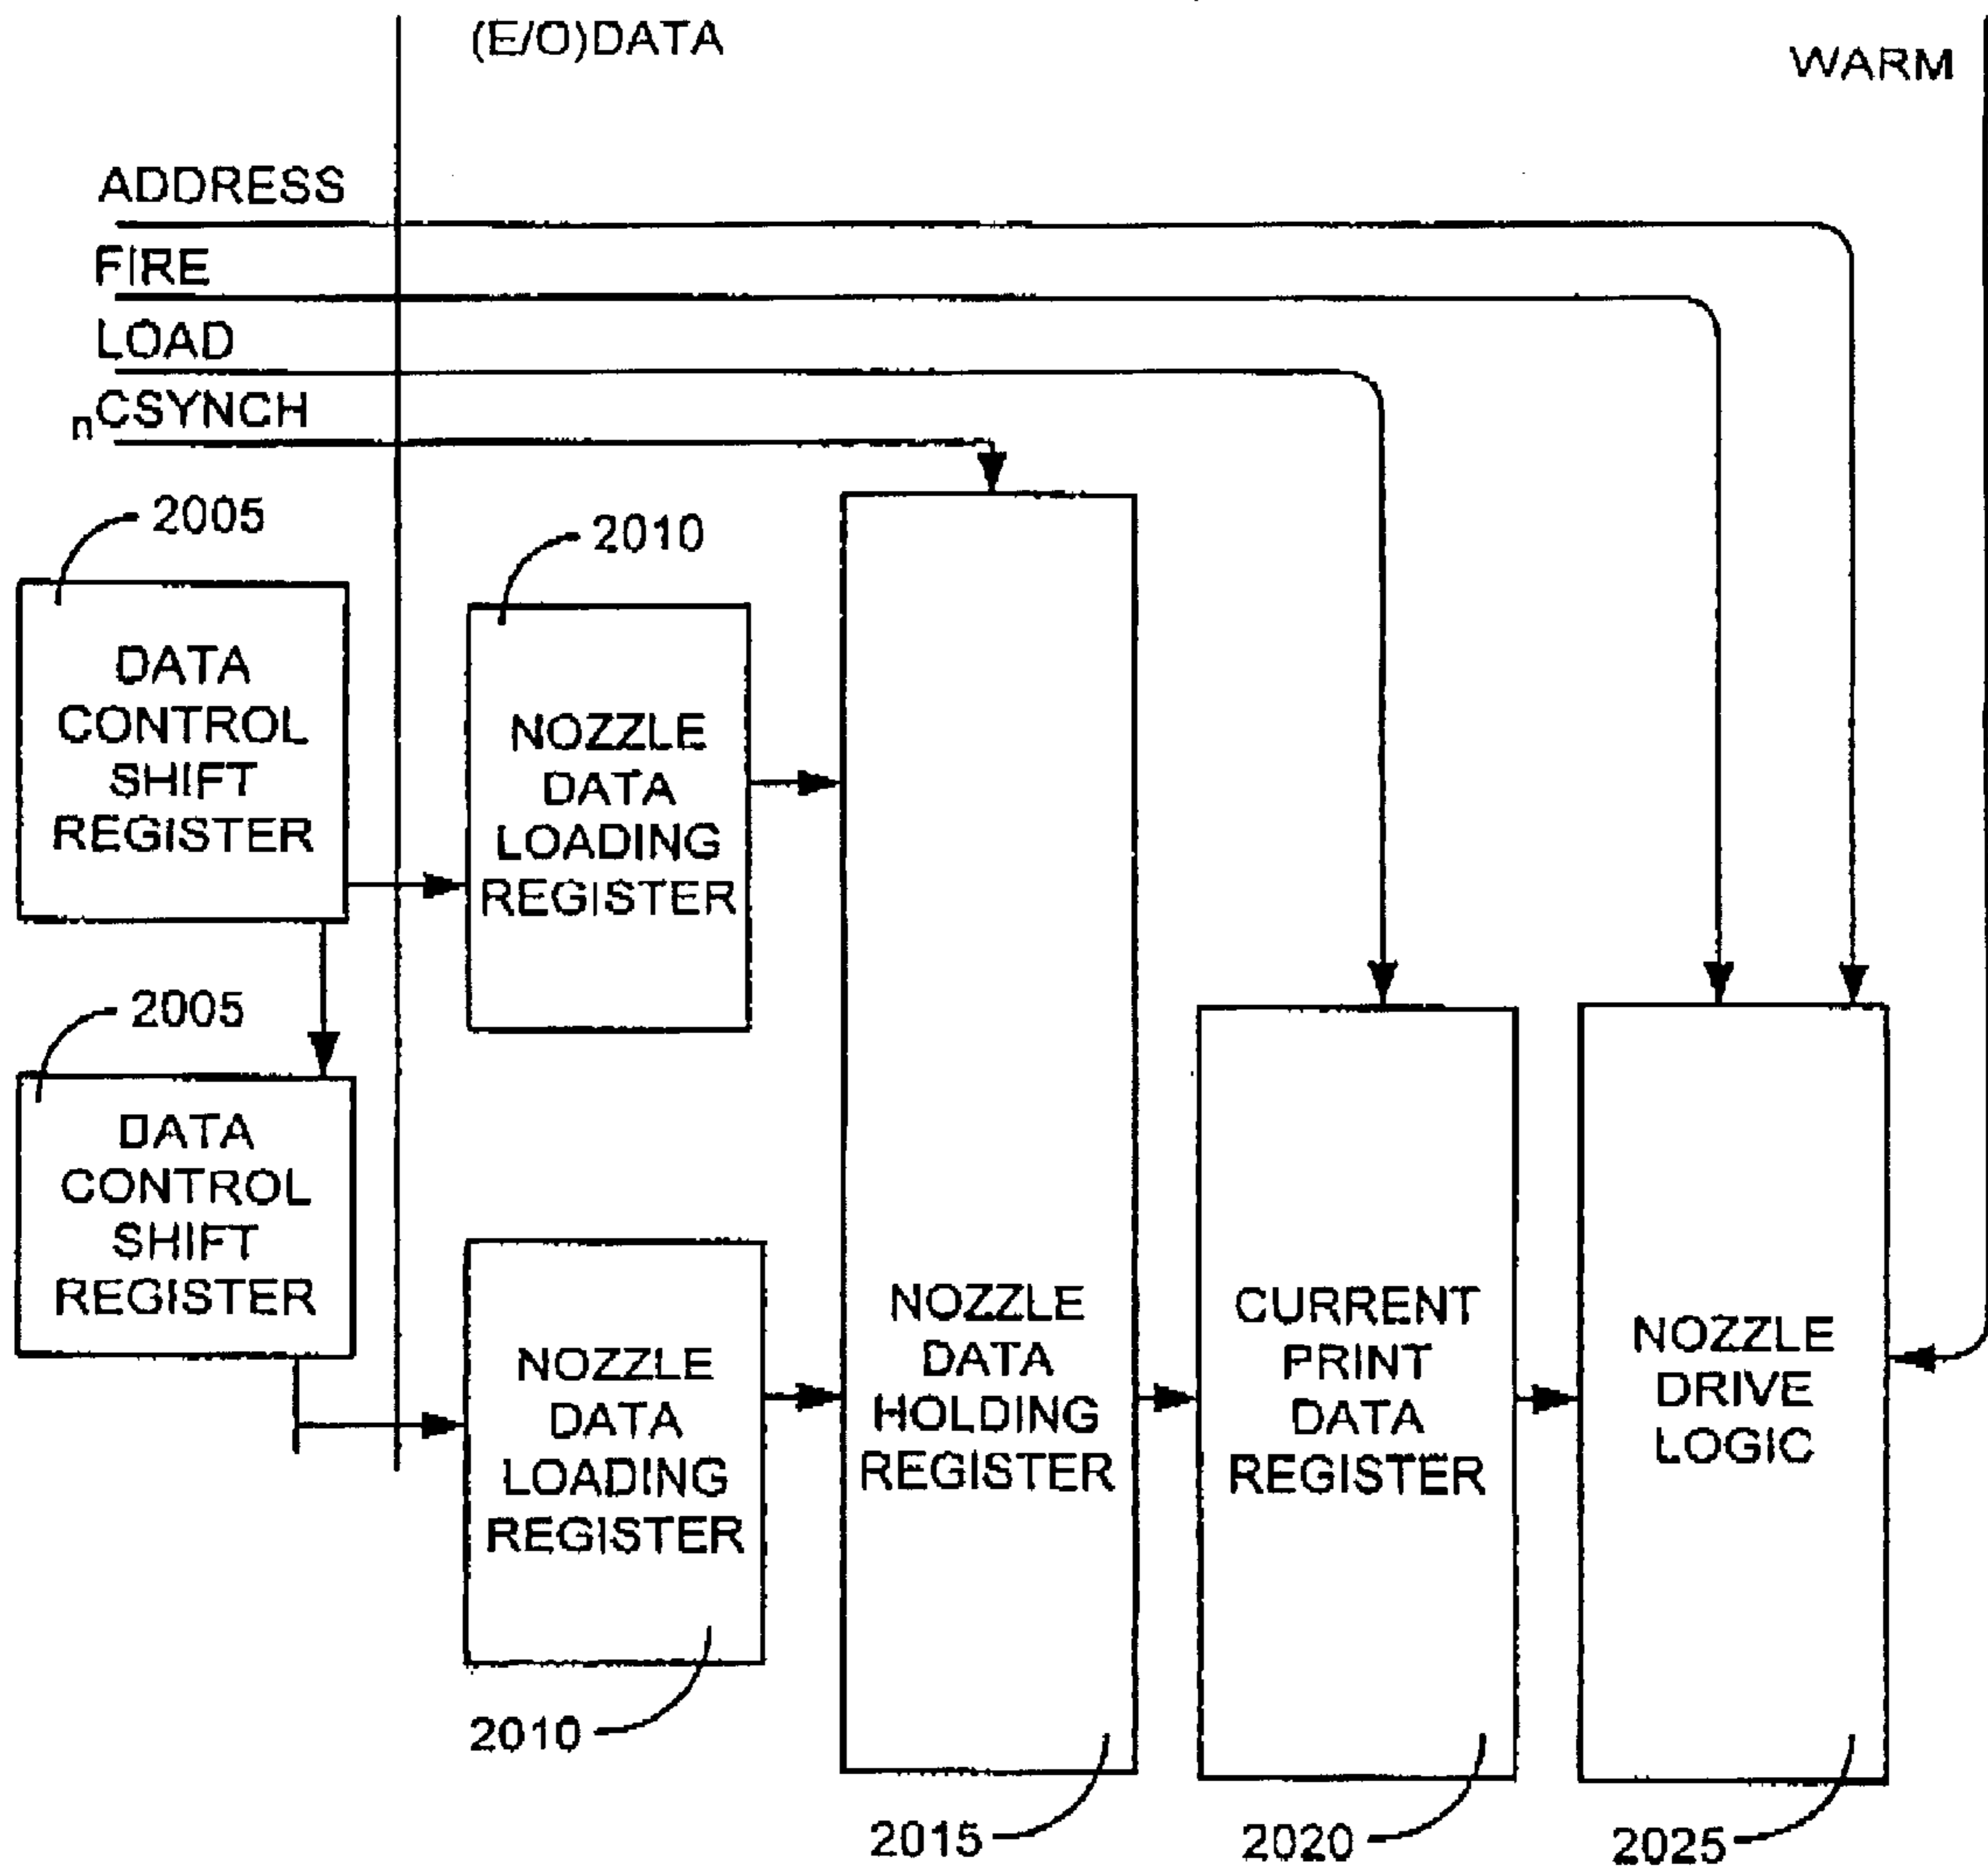 (E/O)DATA
WARM
ADDRESS
FIRE
LOAD
nCSYNCH
2005
DATA
CONTROL
SHIFT
REGISTER
2010
NOZZLE
DATA
LOADING
REGISTER
2005
DATA
CONTROL
SHIFT
REGISTER
NOZZLE
DATA
LOADING
REGISTER
2010
NOZZLE
DATA
HOLDING
REGISTER
2015
CURRENT
PRINT
DATA
REGISTER
2020
NOZZLE
DRIVE
LOGIC
2025